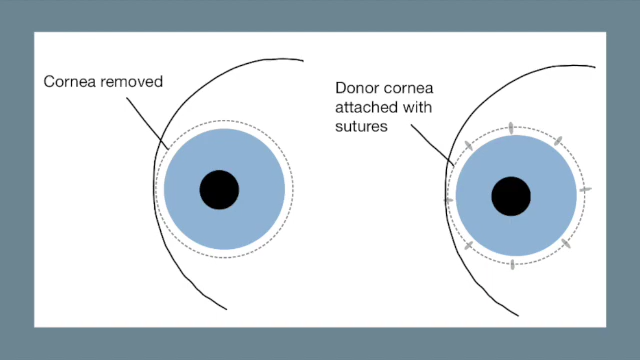 Cornea removed
Donor cornea
attached with
sutures